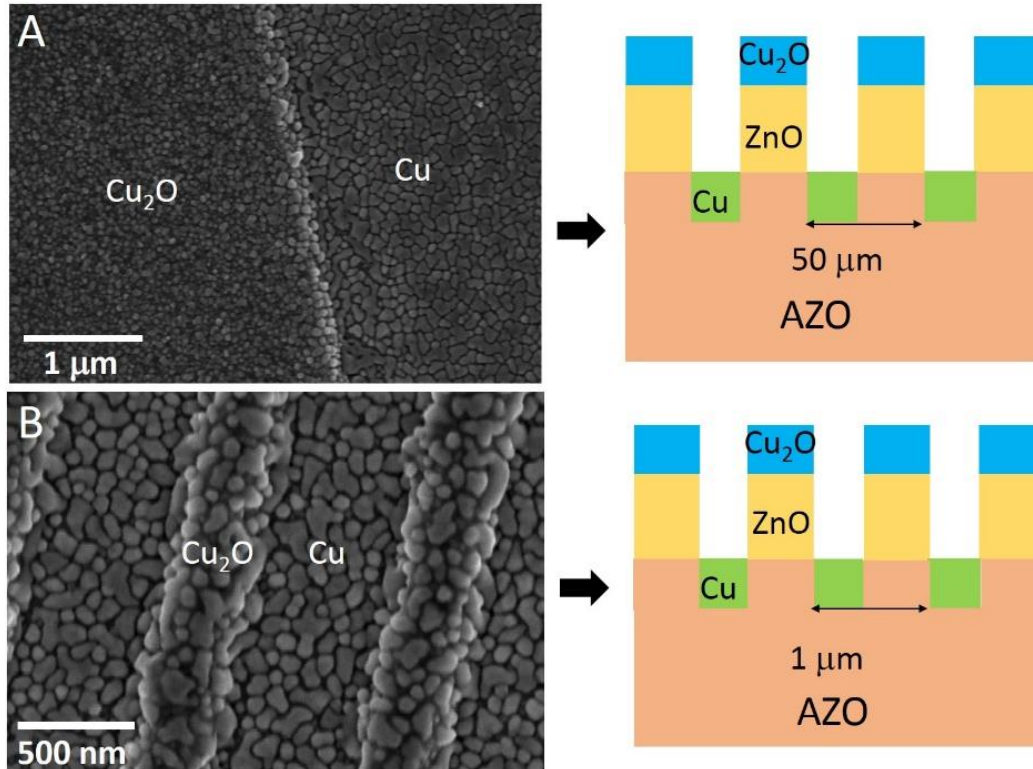 A
Cu₂O
Cu
1 μm
Cu₂O
ZnO
Cu
50 μm
AZO
B
Cu₂O Cu
500 nm
Cu₂O
ZnO
Cu
1 μm
AZO